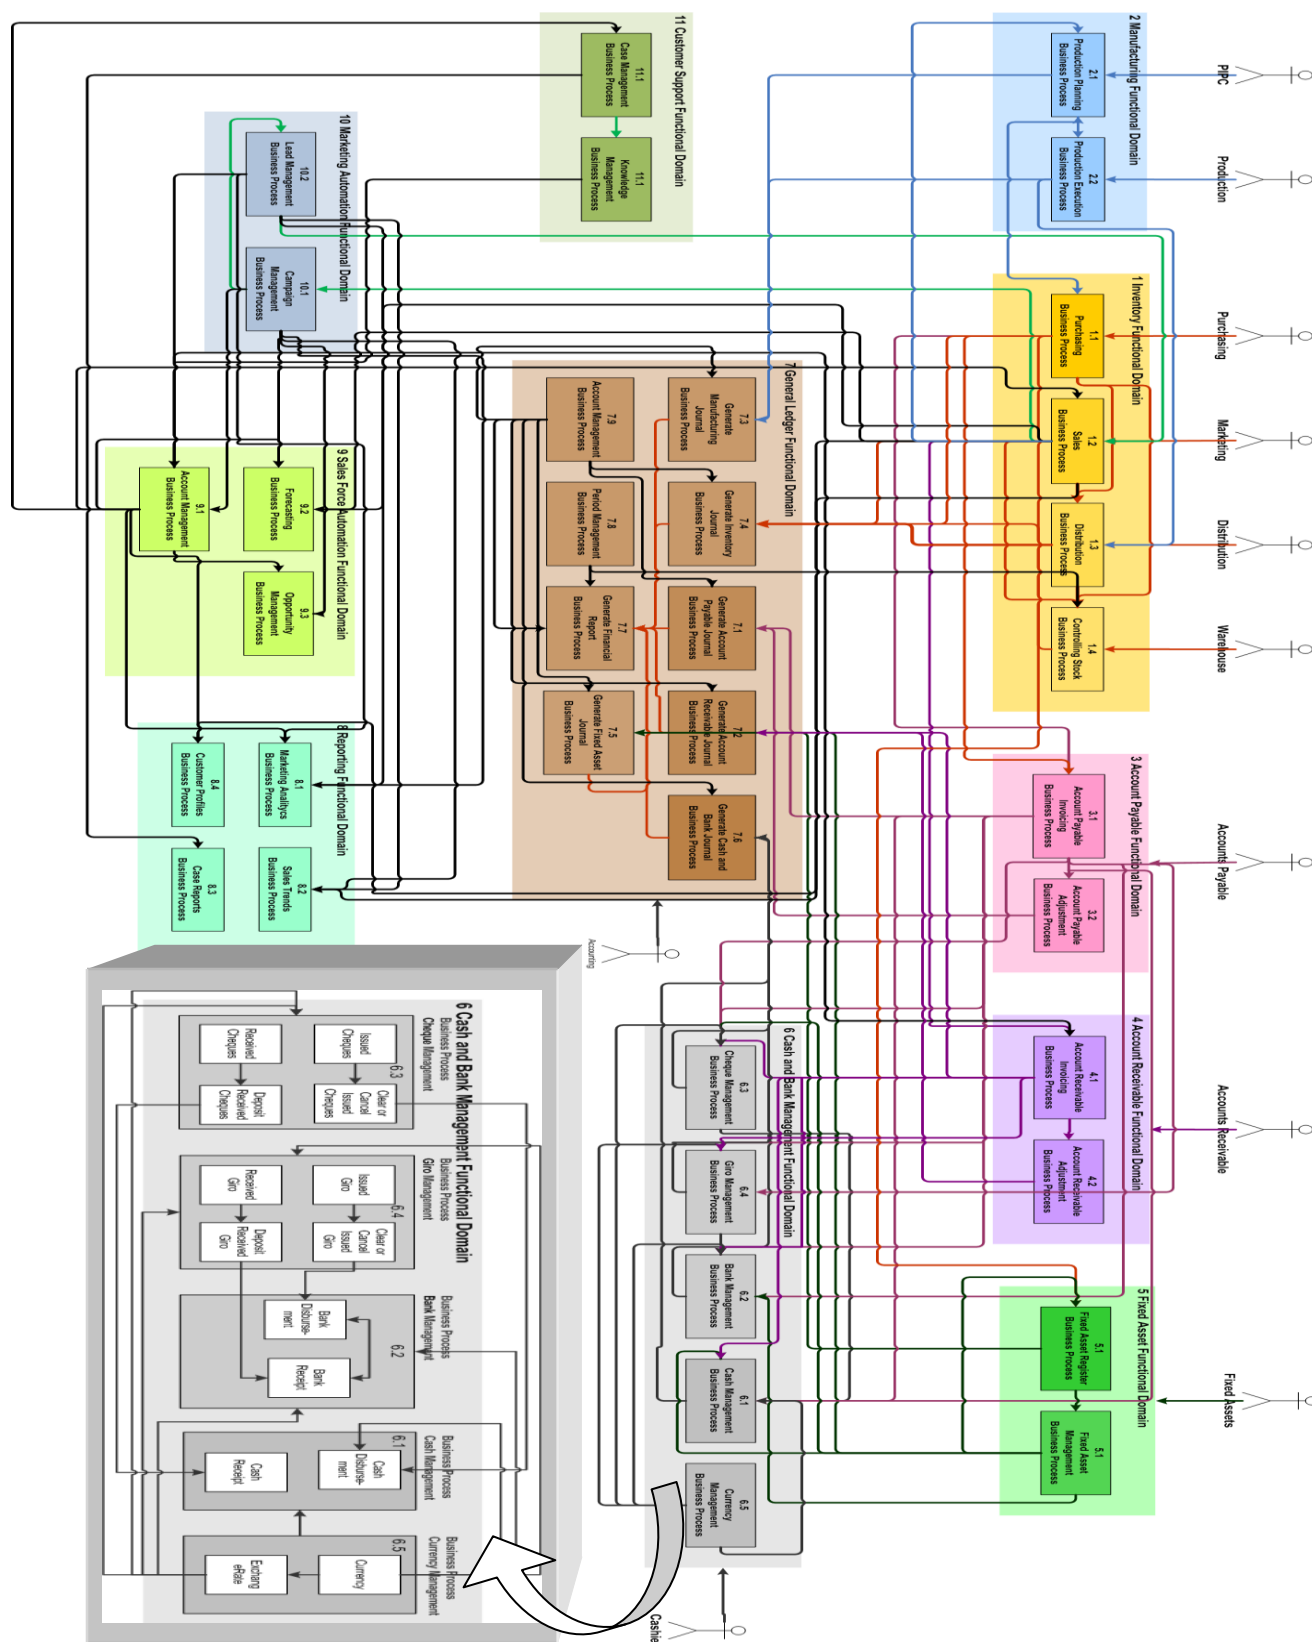 PIPC
Production
Purchasing
Marketing
Distribution
Warehouse
Accounts Payable
Accounts Receivable
Fixed Assets
2 Manufacturing Functional Domain
2.1
Production Planning
Business Process
2.2
Production Execution
Business Process
1 Inventory Functional Domain
1.1
Purchasing
Business Process
1.2
Sales
Business Process
1.3
Distribution
Business Process
1.4
Controlling Stock
Business Process
3 Account Payable Functional Domain
3.1
Account Payable
Invoicing
Business Process
3.2
Account Payable
Adjustment
Business Process
4 Account Receivable Functional Domain
4.1
Account Receivable
Invoicing
Business Process
4.2
Account Receivable
Adjustment
Business Process
5 Fixed Asset Functional Domain
5.1
Fixed Asset Register
Business Process
5.1
Fixed Asset
Management
Business Process
11 Customer Support Functional Domain
11.1
Case Management
Business Process
11.1
Knowledge
Management
Business Process
7 General Ledger Functional Domain
7.3
Generate
Manufacturing
Journal
Business Process
7.4
Generate Inventory
Journal
Business Process
7.1
Generate Account
Payable Journal
Business Process
7.2
Generate Account
Receivable Journal
Business Process
7.6
Generate Cash and
Bank Journal
Business Process
7.9
Account Management
Business Process
7.8
Period Management
Business Process
7.7
Generate Financial
Report
Business Process
7.5
Generate Fixed Asset
Journal
Business Process
Accounting
6 Cash and Bank Management Functional Domain
6.3
Cheque Management
Business Process
6.4
Giro Management
Business Process
6.2
Bank Management
Business Process
6.1
Cash Management
Business Process
6.5
Currency
Management
Business Process
Cashie
10 Marketing Automation Functional Domain
10.2
Lead Management
Business Process
10.1
Campaign
Management
Business Process
9 Sales Force Automation Functional Domain
9.2
Forecasting
Business Process
9.3
Opportunity
Management
Business Process
9.1
Account Management
Business Process
8 Reporting Functional Domain
8.1
Marketing Analitycs
Business Process
8.2
Sales Trends
Business Process
8.4
Customer Profiles
Business Process
8.3
Case Reports
Business Process
6 Cash and Bank Management Functional Domain
Business Process
Cheque Management
6.3
Issued
Cheques
Clear or
Cancel
Issued
Cheques
Received
Cheques
Deposit
Received
Cheques
Business Process
Giro Management
6.4
Issued
Giro
Clear or
Cancel
Issued
Giro
Received
Giro
Deposit
Received
Giro
Business Process
Bank Management
6.2
Bank
Disburse-
ment
Bank
Receipt
Business Process
Cash Management
6.1
Cash
Disburse-
ment
Cash
Receipt
Business Process
Currency Management
6.5
Currency
Exchang
eRate